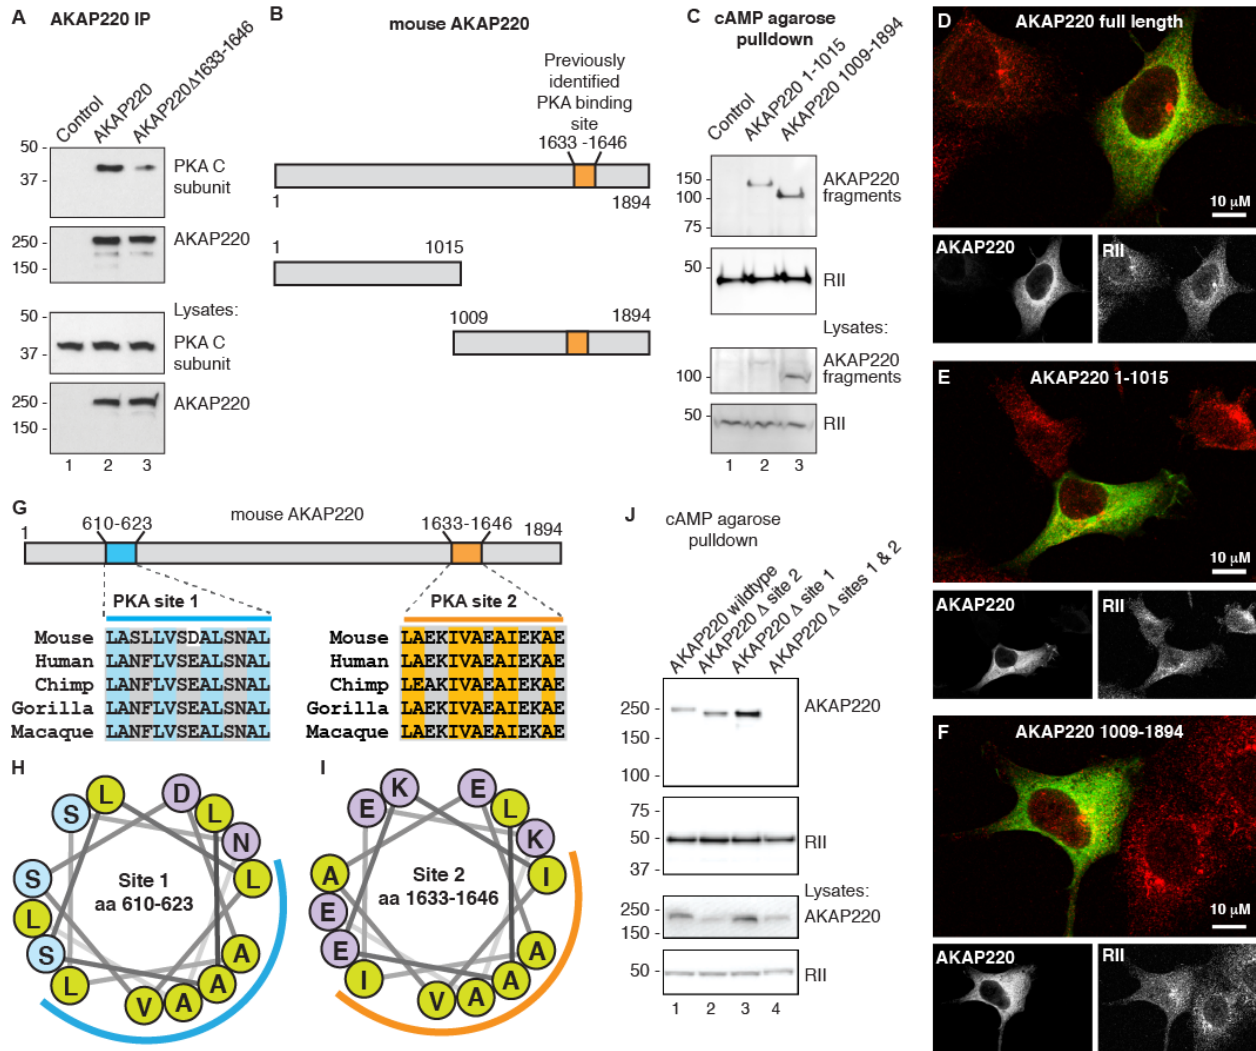 A
AKAP220 IP
Control
AKAP220
AKAP220Δ1633-1646
50 -
37 -
PKA C
subunit
250 -
150 -
AKAP220
Lysates:
50 -
37 -
PKA C
subunit
250 -
150 -
AKAP220
1 2 3
B
mouse AKAP220
Previously
identified
PKA binding
site
1633 -1646
1 1894
1 1015
1009 1894
C
cAMP agarose
pulldown
Control
AKAP220 1-1015
AKAP220 1009-1894
150 -
100 -
75 -
AKAP220
fragments
50 -
RII
Lysates:
100 -
AKAP220
fragments
50 -
RII
1 2 3
D
AKAP220 full length
10 µM
AKAP220
RII
E
AKAP220 1-1015
10 µM
AKAP220
RII
F
AKAP220 1009-1894
10 µM
AKAP220
RII
G
mouse AKAP220
1 610-623 1633-1646 1894
PKA site 1
Mouse LASLLVSDALSNAL
Human LANFLVSEALSNAL
Chimp LANFLVSEALSNAL
Gorilla LANFLVSEALSNAL
Macaque LANFLVSEALSNAL
PKA site 2
Mouse LAEKIVAEAIEKAE
Human LAEKIVAEAIEKAE
Chimp LEAKIVAEAIEKAE
Gorilla LAEKIVAEAIEKAE
Macaque LAEKIVAEAIEKAE
H
S L D L N L
S L S L V A A A
Site 1
aa 610-623
I
E K E L K I
A E E I V A A A
Site 2
aa 1633-1646
J
cAMP agarose
pulldown
AKAP220 wildtype
AKAP220 Δ site 2
AKAP220 Δ site 1
AKAP220 Δ sites 1 & 2
250 -
150 -
100 -
AKAP220
75 -
50 -
37 -
RII
Lysates:
250 -
150 -
AKAP220
50 -
RII
1 2 3 4